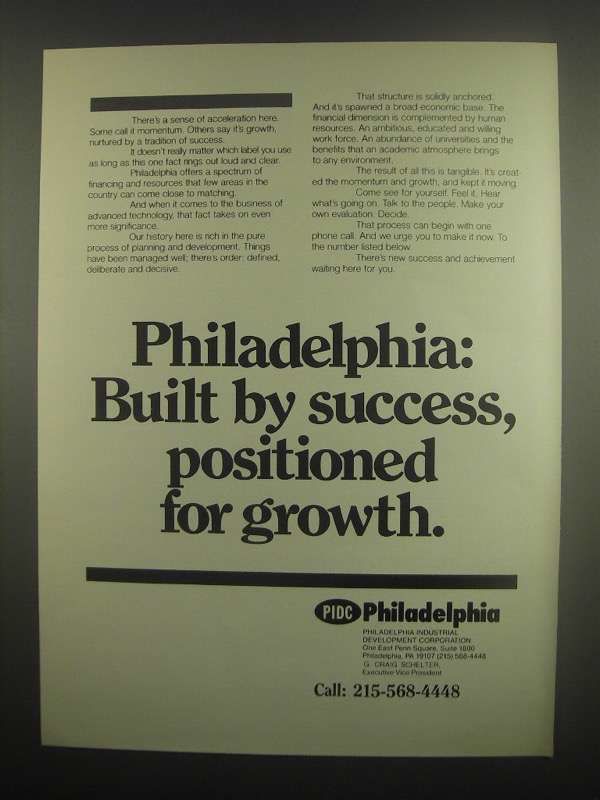 There's a sense of acceleration here.
Some call it momentum. Others say it's growth,
nurtured by a tradition of success.
It doesn't really matter which label you use
as long as this one fact rings out loud and clear.
Philadelphia offers a spectrum of
financing and resources that few areas in the
country can come close to matching.
And when it comes to the business of
advanced technology, that fact takes on even
more significance.
Our history here is rich in the pure
process of planning and development. Things
have been managed well; there's order: defined,
deliberate and decisive.
That structure is solidly anchored.
And it's spawned a broad economic base. The
financial dimension is complemented by human
resources. An ambitious, educated and willing
work force. An abundance of universities and the
benefits that an academic atmosphere brings
to any environment.
The result of all this is tangible. It's creat-
ed the momentum and growth, and kept it moving.
Come see for yourself. Feel it. Hear
what's going on. Talk to the people. Make your
own evaluation. Decide.
That process can begin with one
phone call. And we urge you to make it now. To
the number listed below.
There's new success and achievement
waiting here for you.
Philadelphia:
Built by success,
positioned
for growth.
PIDC Philadelphia
PHILADELPHIA INDUSTRIAL
DEVELOPMENT CORPORATION
One East Penn Square, Suite 1800
Philadelphia, PA 19107 (215) 568-4448
G. CRAIG SCHELTER,
Executive Vice President
Call: 215-568-4448